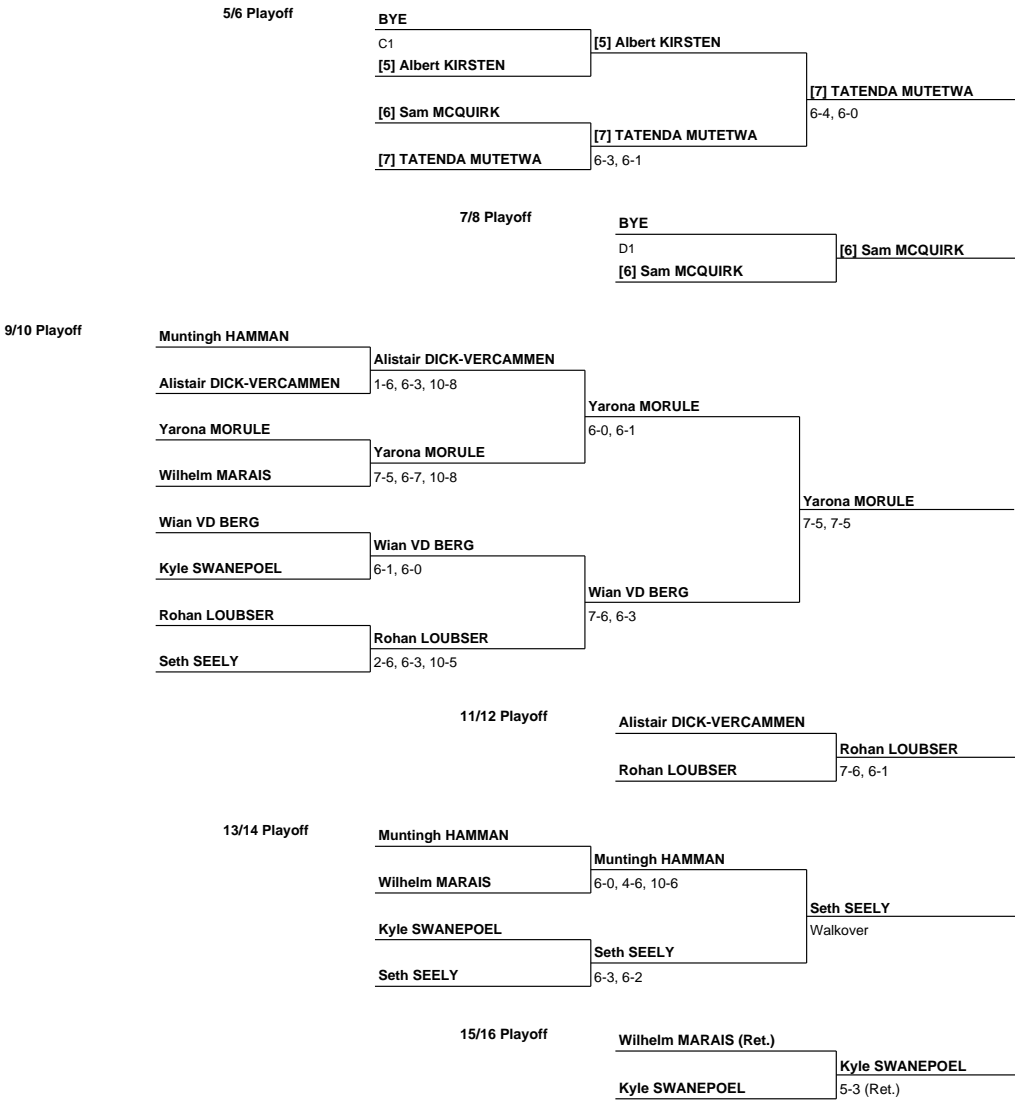 5/6 Playoff
BYE
C1
[5] Albert KIRSTEN
[5] Albert KIRSTEN
[7] TATENDA MUTETWA
6-4, 6-0
[6] Sam MCQUIRK
[7] TATENDA MUTETWA
[7] TATENDA MUTETWA
6-3, 6-1
7/8 Playoff
BYE
D1
[6] Sam MCQUIRK
[6] Sam MCQUIRK
9/10 Playoff
Muntingh HAMMAN
Alistair DICK-VERCAMMEN
Alistair DICK-VERCAMMEN
1-6, 6-3, 10-8
Yarona MORULE
6-0, 6-1
Yarona MORULE
Yarona MORULE
Wilhelm MARAIS
7-5, 6-7, 10-8
Yarona MORULE
7-5, 7-5
Wian VD BERG
Wian VD BERG
Kyle SWANEPOEL
6-1, 6-0
Wian VD BERG
7-6, 6-3
Rohan LOUBSER
Rohan LOUBSER
Seth SEELY
2-6, 6-3, 10-5
11/12 Playoff
Alistair DICK-VERCAMMEN
Rohan LOUBSER
Rohan LOUBSER
7-6, 6-1
13/14 Playoff
Muntingh HAMMAN
Muntingh HAMMAN
Wilhelm MARAIS
6-0, 4-6, 10-6
Seth SEELY
Walkover
Kyle SWANEPOEL
Seth SEELY
Seth SEELY
6-3, 6-2
15/16 Playoff
Wilhelm MARAIS (Ret.)
Kyle SWANEPOEL
Kyle SWANEPOEL
5-3 (Ret.)